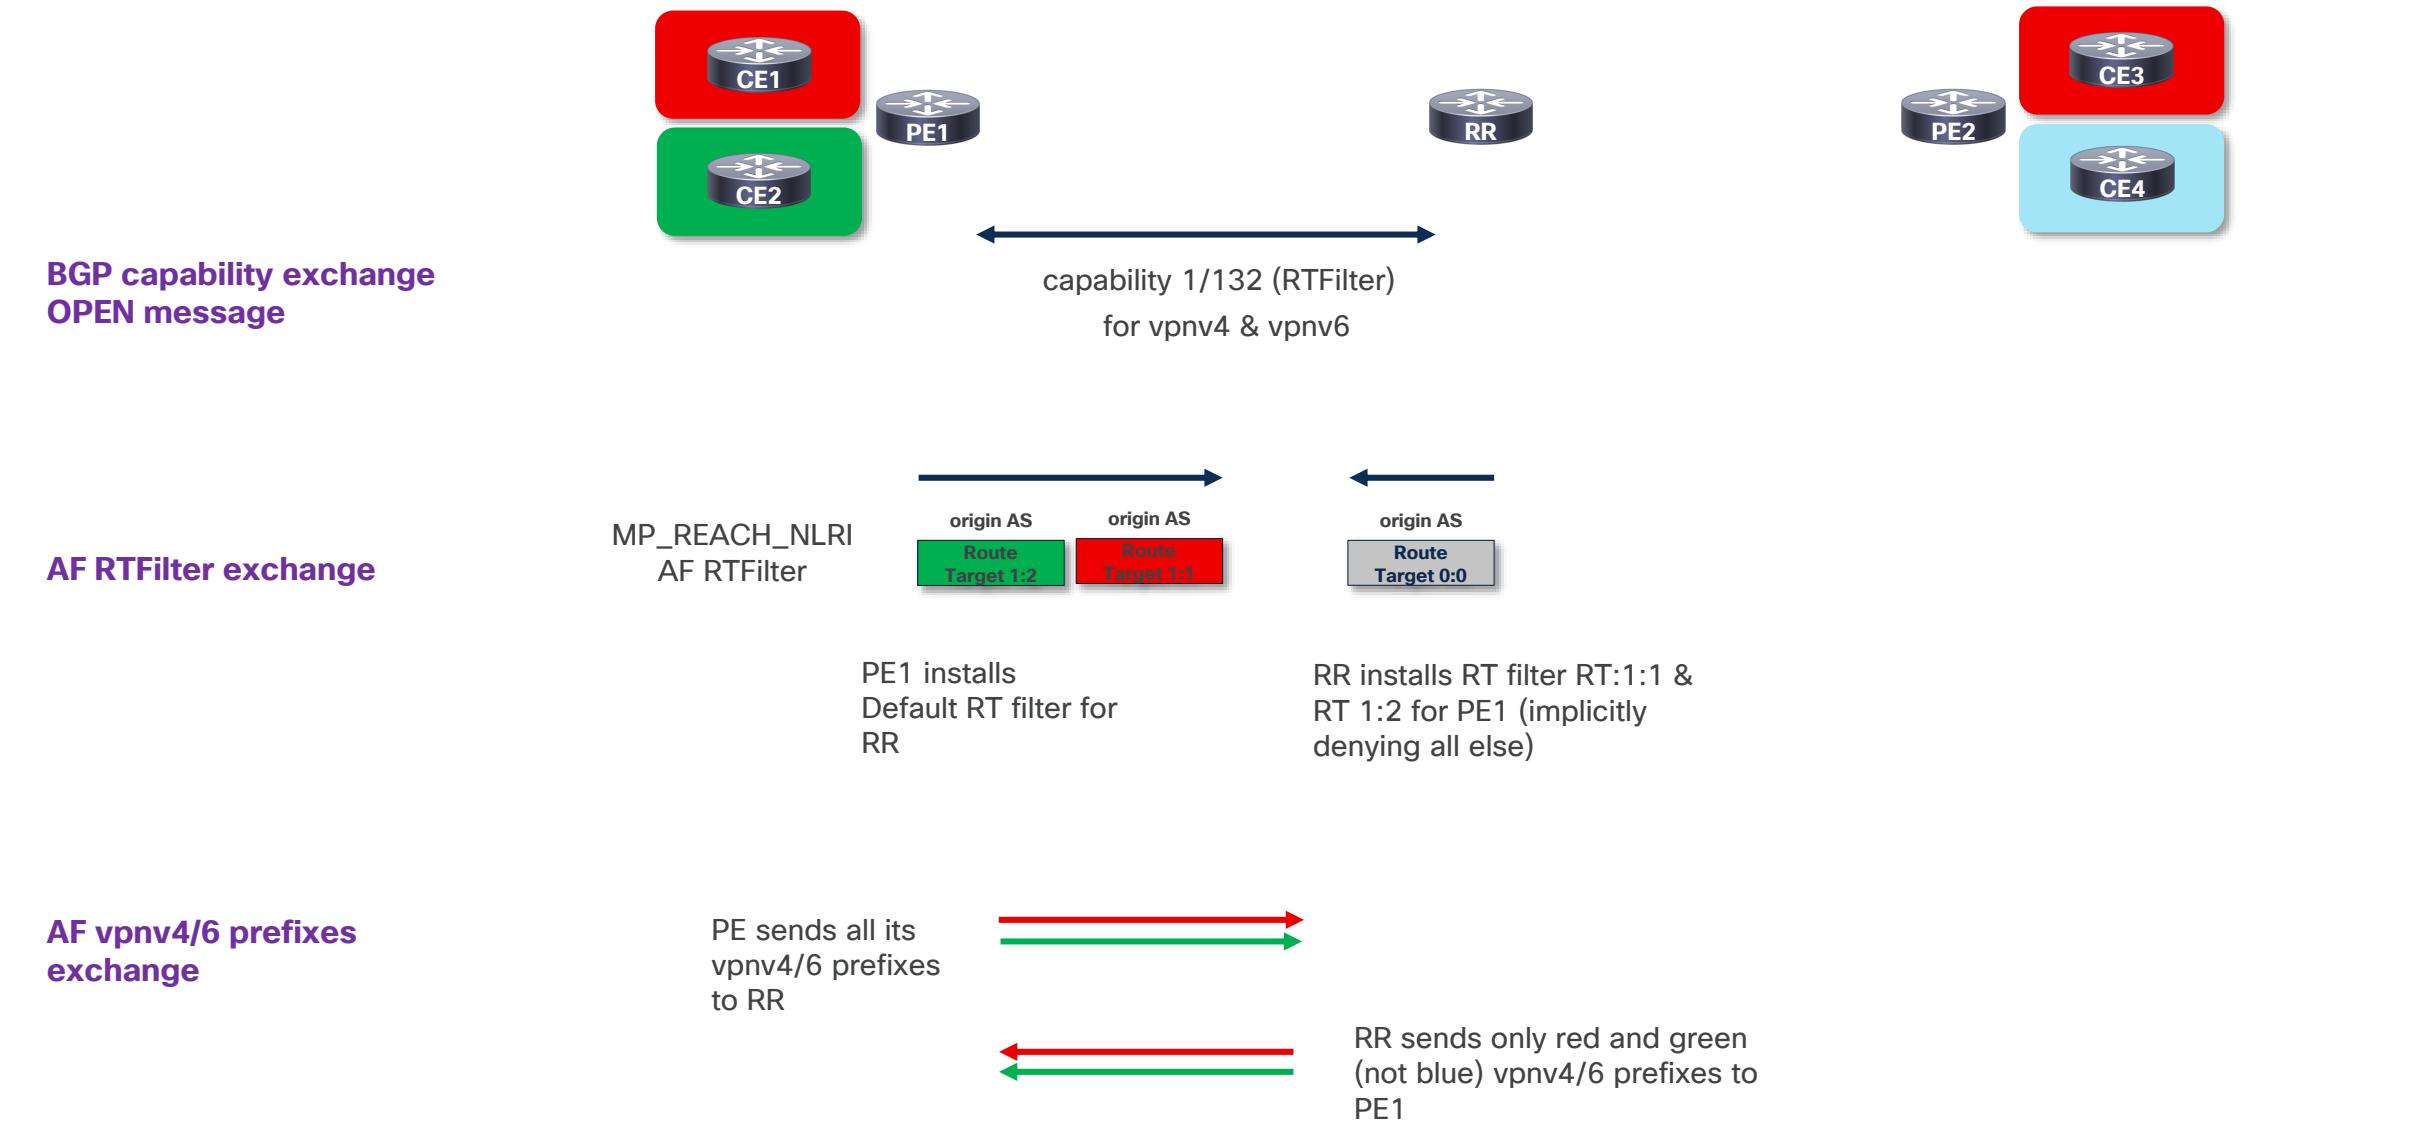 CE1
CE3
PE1
RR
PE2
CE2
CE4
BGP capability exchange
OPEN message
capability 1/132 (RTFilter)
for vpnv4 & vpnv6
AF RTFilter exchange
MP_REACH_NLRI
AF RTFilter
origin AS
Route
Target 1:2
origin AS
Route
Target 1:1
origin AS
Route
Target 0:0
PE1 installs
Default RT filter for
RR
RR installs RT filter RT:1:1 &
RT 1:2 for PE1 (implicitly
denying all else)
AF vpnv4/6 prefixes
exchange
PE sends all its
vpnv4/6 prefixes
to RR
RR sends only red and green
(not blue) vpnv4/6 prefixes to
PE1